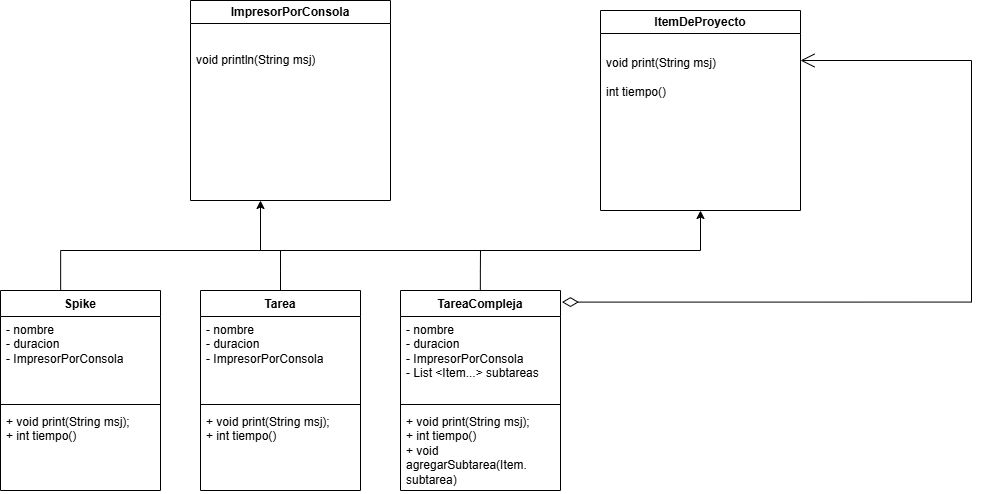 ImpresorPorConsola
void println(String msj)
ItemDeProyecto
void print(String msj)
int tiempo()
Spike
- nombre
- duracion
- ImpresorPorConsola
+ void print(String msj);
+ int tiempo()
Tarea
- nombre
- duracion
- ImpresorPorConsola
+ void print(String msj);
+ int tiempo()
TareaCompleja
- nombre
- duracion
- ImpresorPorConsola
- List <Item...> subtareas
+ void print(String msj);
+ int tiempo()
+ void
agregarSubtarea(Item.
subtarea)